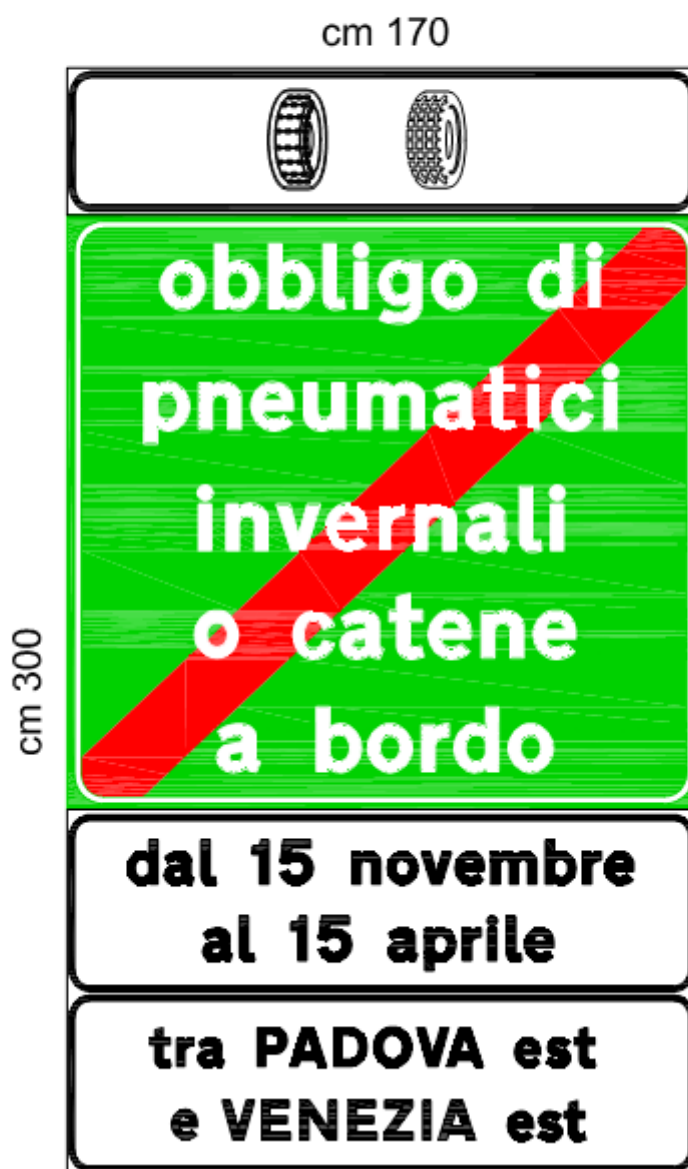 cm 170
obbligo di
pneumatici
invernali
o catene
a bordo
cm 300
dal 15 novembre
al 15 aprile
tra PADOVA est
e VENEZIA est